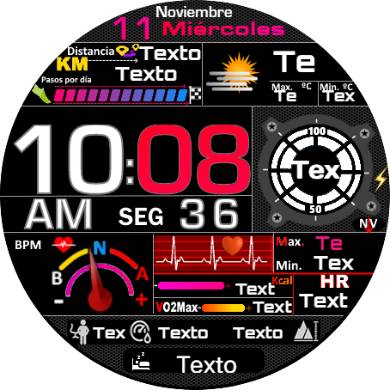 Noviembre
11 Miércoles
Distancia Texto
KM
Texto
Pasos por día
Te
Max. ºC Min. ºC
Te Tex
10:08
AM SEG 36
100
Tex
50
NV
BPM
N
B A
- +
Max. Te
Min. Tex
Kcal
Text
HR
Text
VO2Max- Text
Tex Texto Texto
Texto